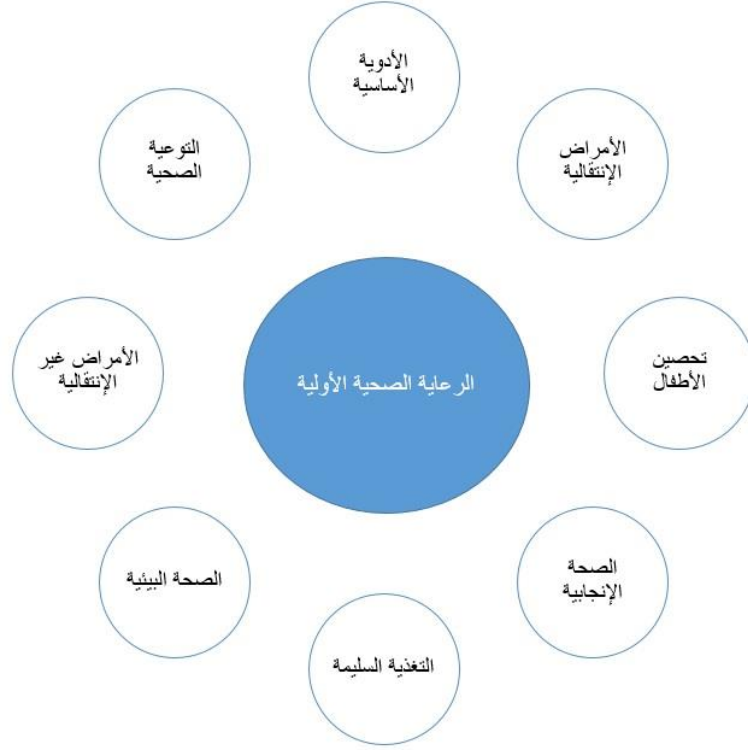 الأدوية
الأساسية
الأمراض
الإنتقالية
تحصين
الأطفال
الصحة
الإنجابية
التغذية السليمة
الصحة البيئية
الأمراض غير
الإنتقالية
التوعية
الصحية
الرعاية الصحية الأولية